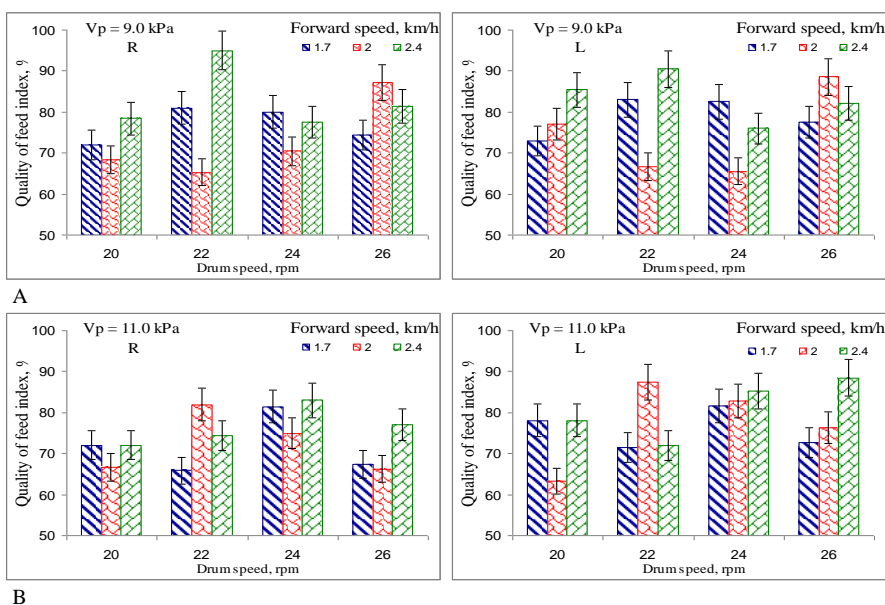 Vp = 9.0 kPa
R
Forward speed, km/h
1.7 2 2.4
Quality of feed index, %
100
90
80
70
60
50
20 22 24 26
Drum speed, rpm
Vp = 9.0 kPa
L
Forward speed, km/h
1.7 2 2.4
Quality of feed index, %
100
90
80
70
60
50
20 22 24 26
Drum speed, rpm
A
Vp = 11.0 kPa
R
Forward speed, km/h
1.7 2 2.4
Quality of feed index, %
100
90
80
70
60
50
20 22 24 26
Drum speed, rpm
Vp = 11.0 kPa
L
Forward speed, km/h
1.7 2 2.4
Quality of feed index, %
100
90
80
70
60
50
20 22 24 26
Drum speed, rpm
B